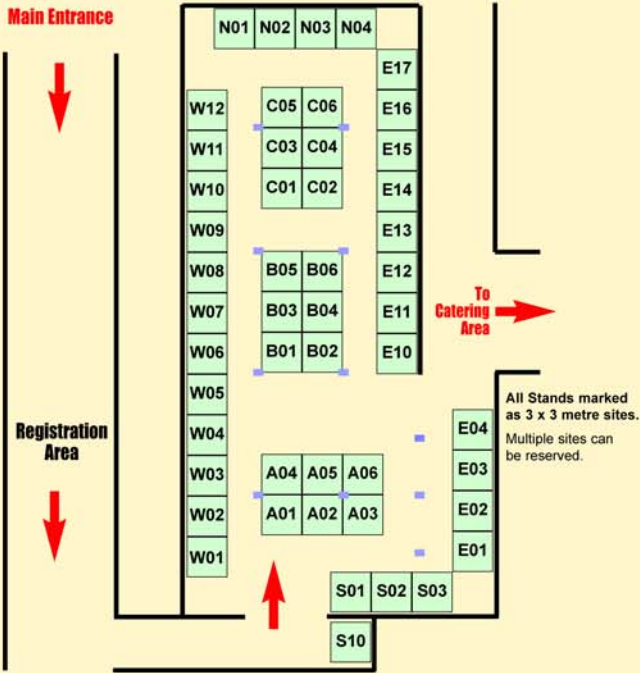 Main Entrance
N01 N02 N03 N04
E17
W12 C05 C06 E16
W11 C03 C04 E15
W10 C01 C02 E14
W09 E13
W08 B05 B06 E12
W07 B03 B04 E11
W06 B01 B02 E10
To
Catering
Area
W05
All Stands marked
as 3 x 3 metre sites.
Multiple sites can
be reserved.
Registration
Area
W04 E04
W03 A04 A05 A06 E03
W02 A01 A02 A03 E02
W01 E01
S01 S02 S03
S10